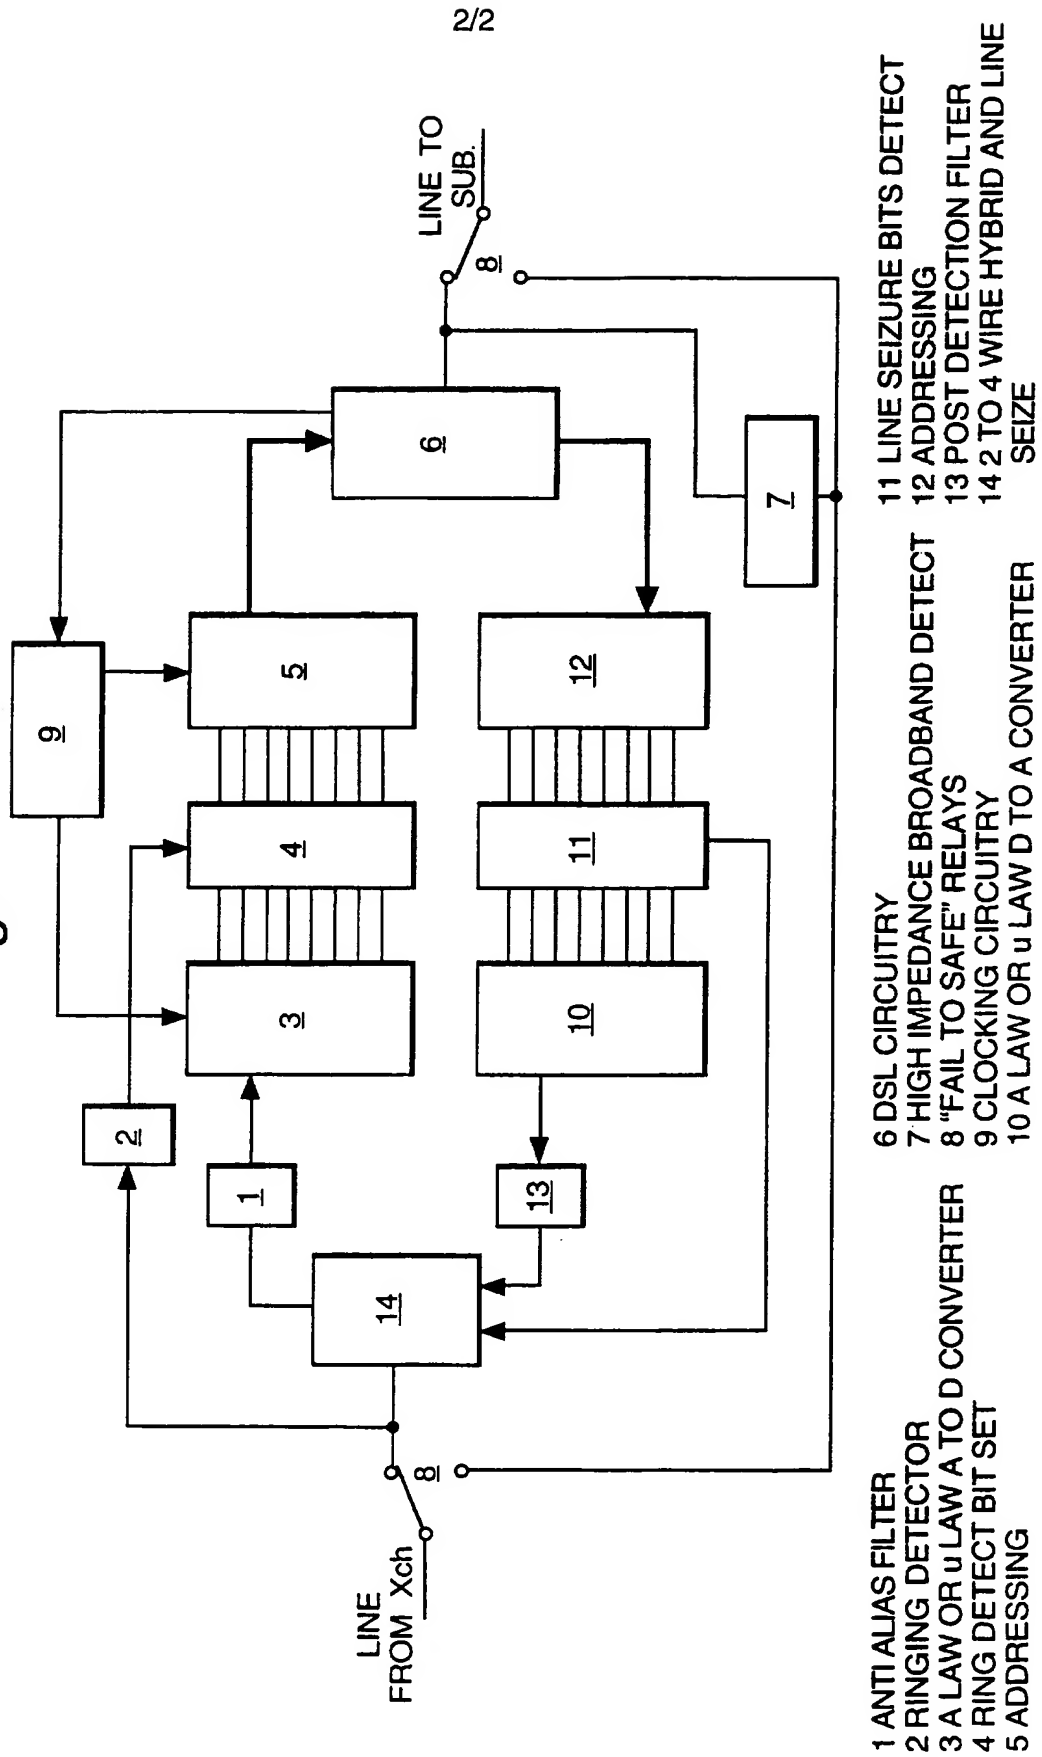 2/2
LINE TO
SUB.
8
6
7
9
5
12
4
11
3
10
2
1
13
14
8
LINE
FROM Xch
1 ANTI ALIAS FILTER
2 RINGING DETECTOR
3 A LAW OR u LAW A TO D CONVERTER
4 RING DETECT BIT SET
5 ADDRESSING
6 DSL CIRCUITRY
7 HIGH IMPEDANCE BROADBAND DETECT
8 "FAIL TO SAFE" RELAYS
9 CLOCKING CIRCUITRY
10 A LAW OR u LAW D TO A CONVERTER
11 LINE SEIZURE BITS DETECT
12 ADDRESSING
13 POST DETECTION FILTER
14 2 TO 4 WIRE HYBRID AND LINE
SEIZE